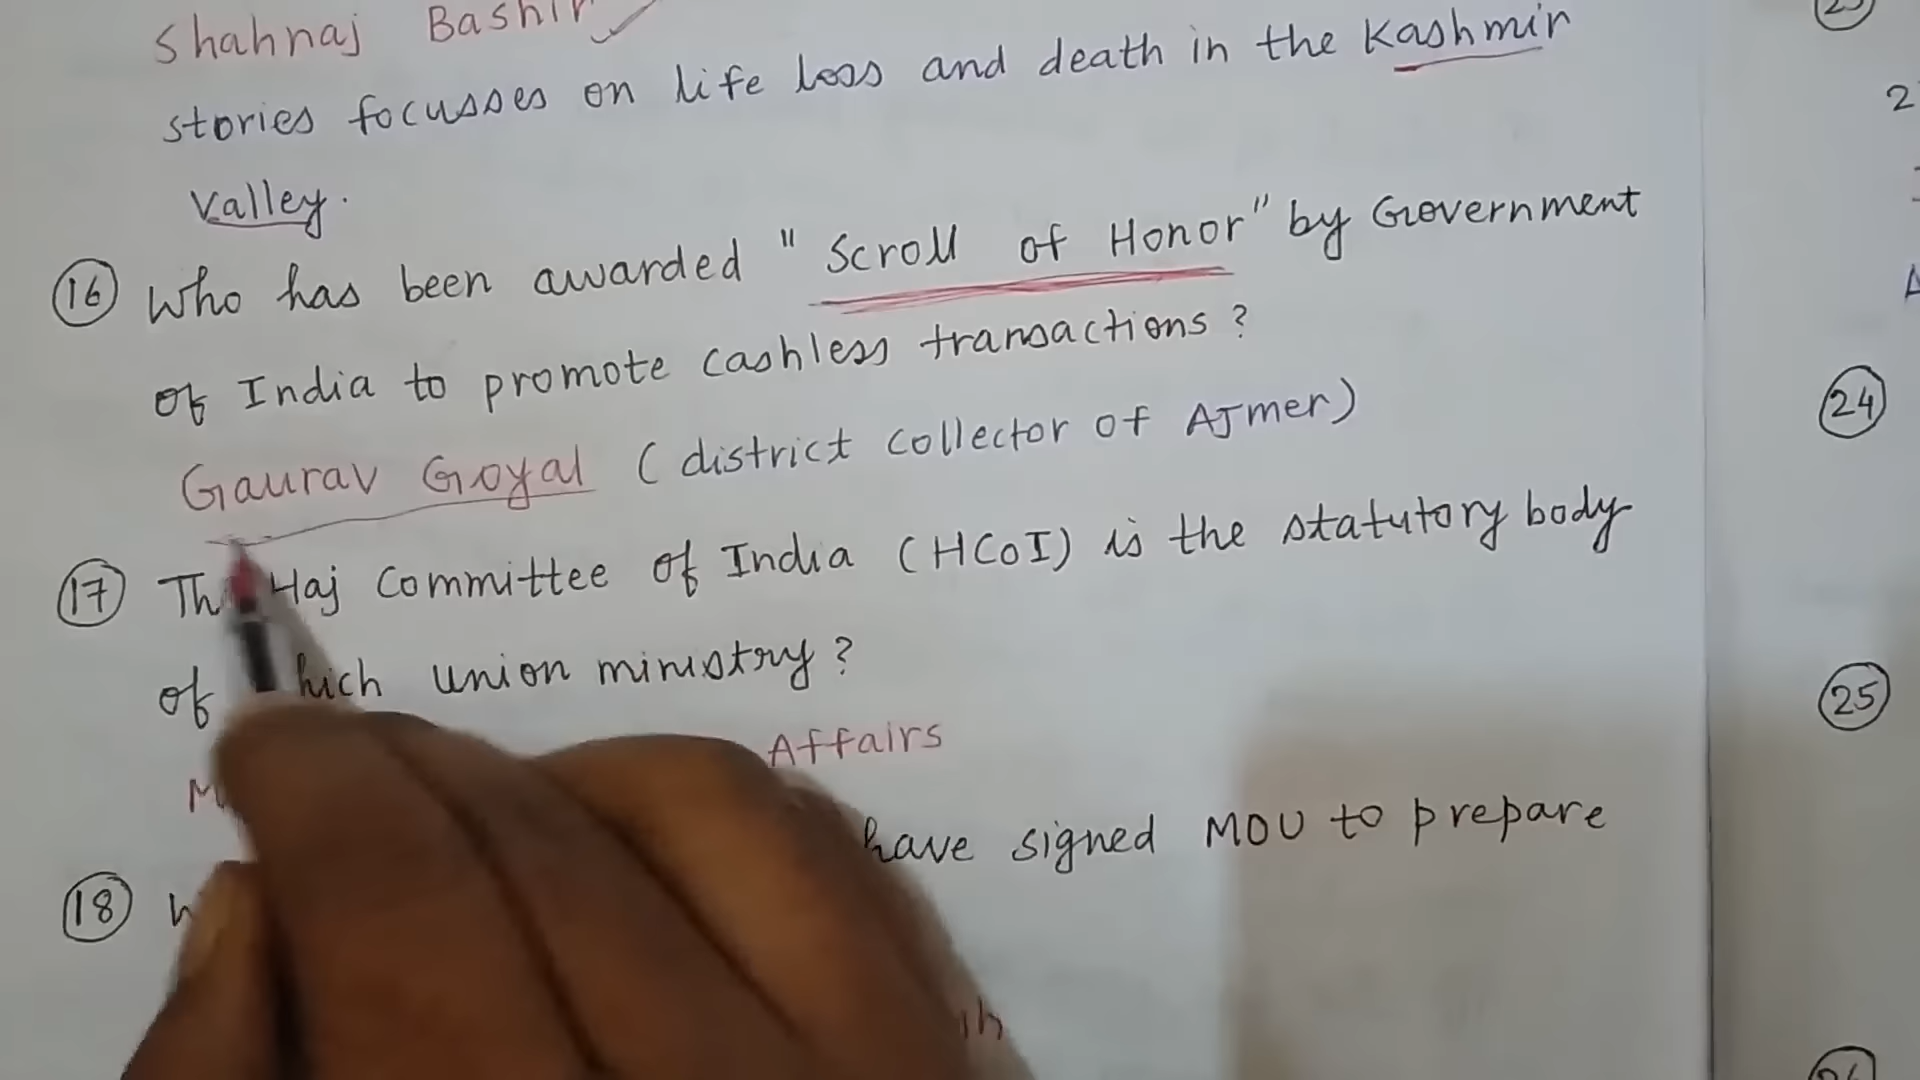 Shahnaj Bashir
stories focusses on life loss and death in the Kashmir
Valley.
16 Who has been awarded "Scroll of Honor" by Government
of India to promote cashless transactions?
Gaurav Goyal (district collector of AJmer)
17 Haj Committee of India (HCoI) is the statutory body
of union ministry?
Affairs
18 have signed MOU to prepare
24
25